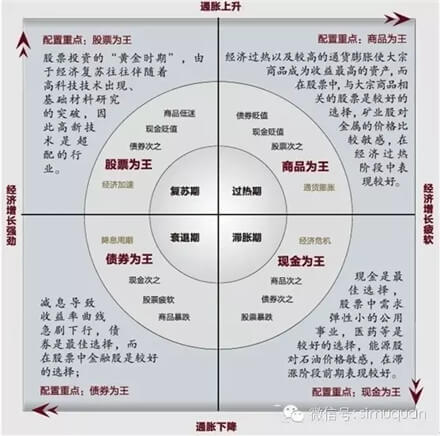 通胀上升
配置重点：股票为王
股票投资的“黄金时期”，由
于经济复苏往往伴随着
高科技技术出现、
基础材料研究
的突破，因
此高新技
术是超
配的行
业。
配置重点：商品为王
经济过热以及较高的通货膨胀使大宗
商品成为收益最高的资产，而
在股票中，与大宗商品相
关的股票是较好的
选择，矿业股对
金属的价格比
较敏感，在
经济过热
阶段中表
现较好。
商品低迷
现金贬值
债券次之
股票为王
经济加速
复苏期
债券贬值
现金贬值
股票次之
商品为王
通货膨胀
过热期
经济增长强劲
经济增长疲软
降息周期
债券为王
现金次之
股票疲软
商品暴跌
衰退期
经济危机
现金为王
商品次之
债券次之
股票暴跌
滞胀期
减息导致
收益率曲线
急剧下行，债
券是最佳选择，而
在股票中金融股是较好
的选择；
配置重点：债券为王
现金是最
佳选择，
股票中需求
弹性小的公用
事业，医药等是
较好的选择，能源股
对石油价格敏感，在滞
涨阶段前期表现较好。
配置重点：现金为王
通胀下降
微信号：simuquan